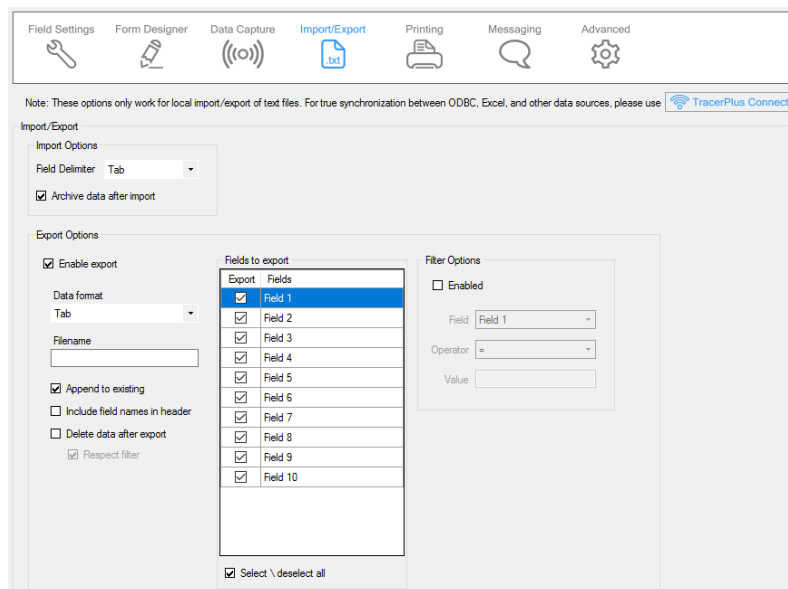 Field Settings Form Designer Data Capture Import/Export Printing Messaging Advanced
.txt
Note: These options only work for local import/export of text files. For true synchronization between ODBC, Excel, and other data sources, please use TracerPlus Connect
Import/Export
Import Options
Field Delimiter Tab
Archive data after import
Export Options
Enable export
Data format
Tab
Filename
Append to existing
Include field names in header
Delete data after export
Respect filter
Fields to export
Export Fields
Field 1
Field 2
Field 3
Field 4
Field 5
Field 6
Field 7
Field 8
Field 9
Field 10
Select \ deselect all
Filter Options
Enabled
Field Field 1
Operator =
Value